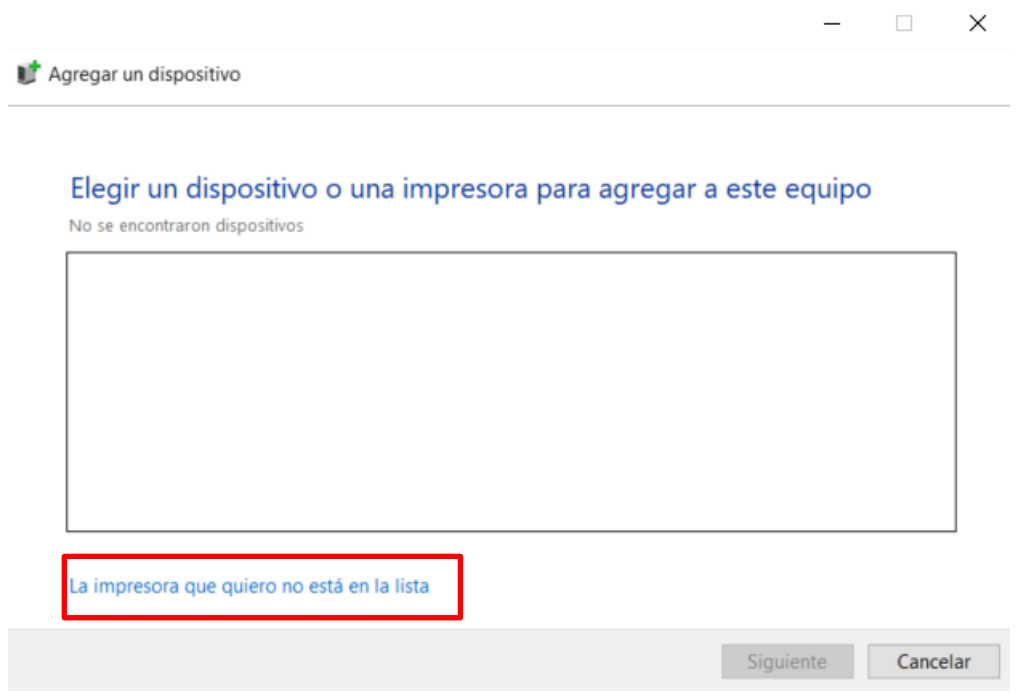 Agregar un dispositivo
Elegir un dispositivo o una impresora para agregar a este equipo
No se encontraron dispositivos
La impresora que quiero no está en la lista
Siguiente
Cancelar